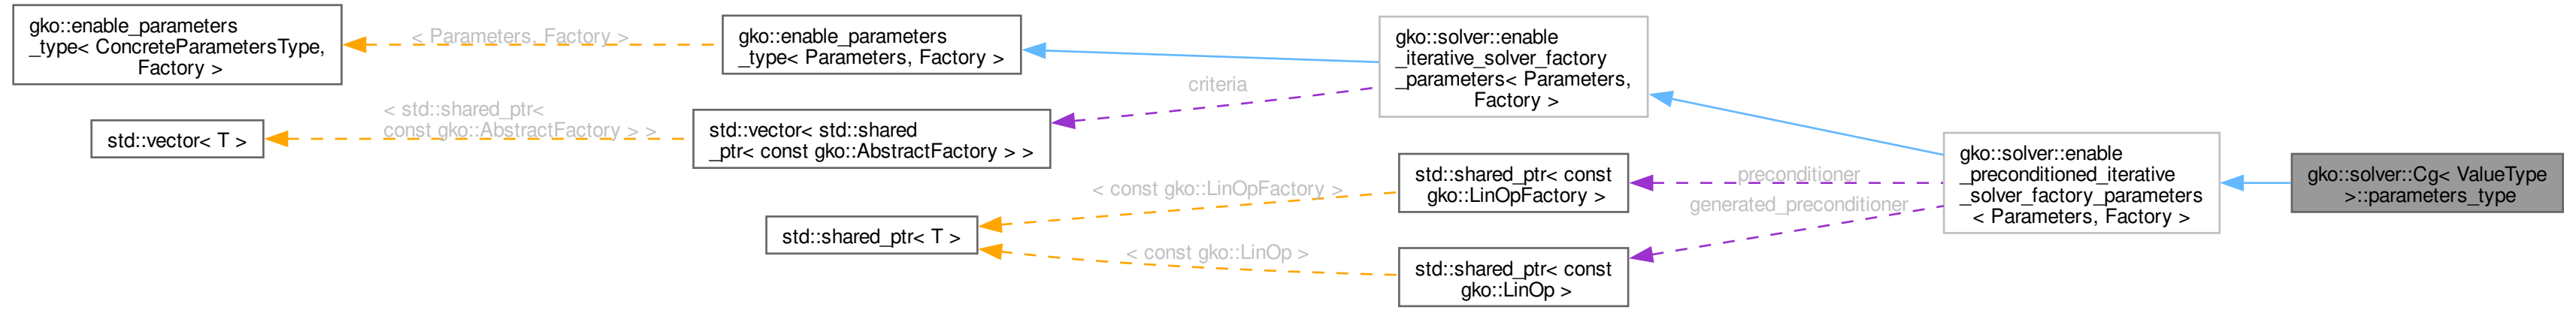 gko::enable_parameters
_type< ConcreteParametersType,
Factory >
< Parameters, Factory >
gko::enable_parameters
_type< Parameters, Factory >
gko::solver::enable
_iterative_solver_factory
_parameters< Parameters,
Factory >
criteria
< std::shared_ptr<
const gko::AbstractFactory > >
std::vector< T >
std::vector< std::shared
_ptr< const gko::AbstractFactory > >
gko::solver::enable
_preconditioned_iterative
_solver_factory_parameters
< Parameters, Factory >
gko::solver::Cg< ValueType
>::parameters_type
std::shared_ptr< const
gko::LinOpFactory >
preconditioner
generated_preconditioner
< const gko::LinOpFactory >
std::shared_ptr< T >
< const gko::LinOp >
std::shared_ptr< const
gko::LinOp >